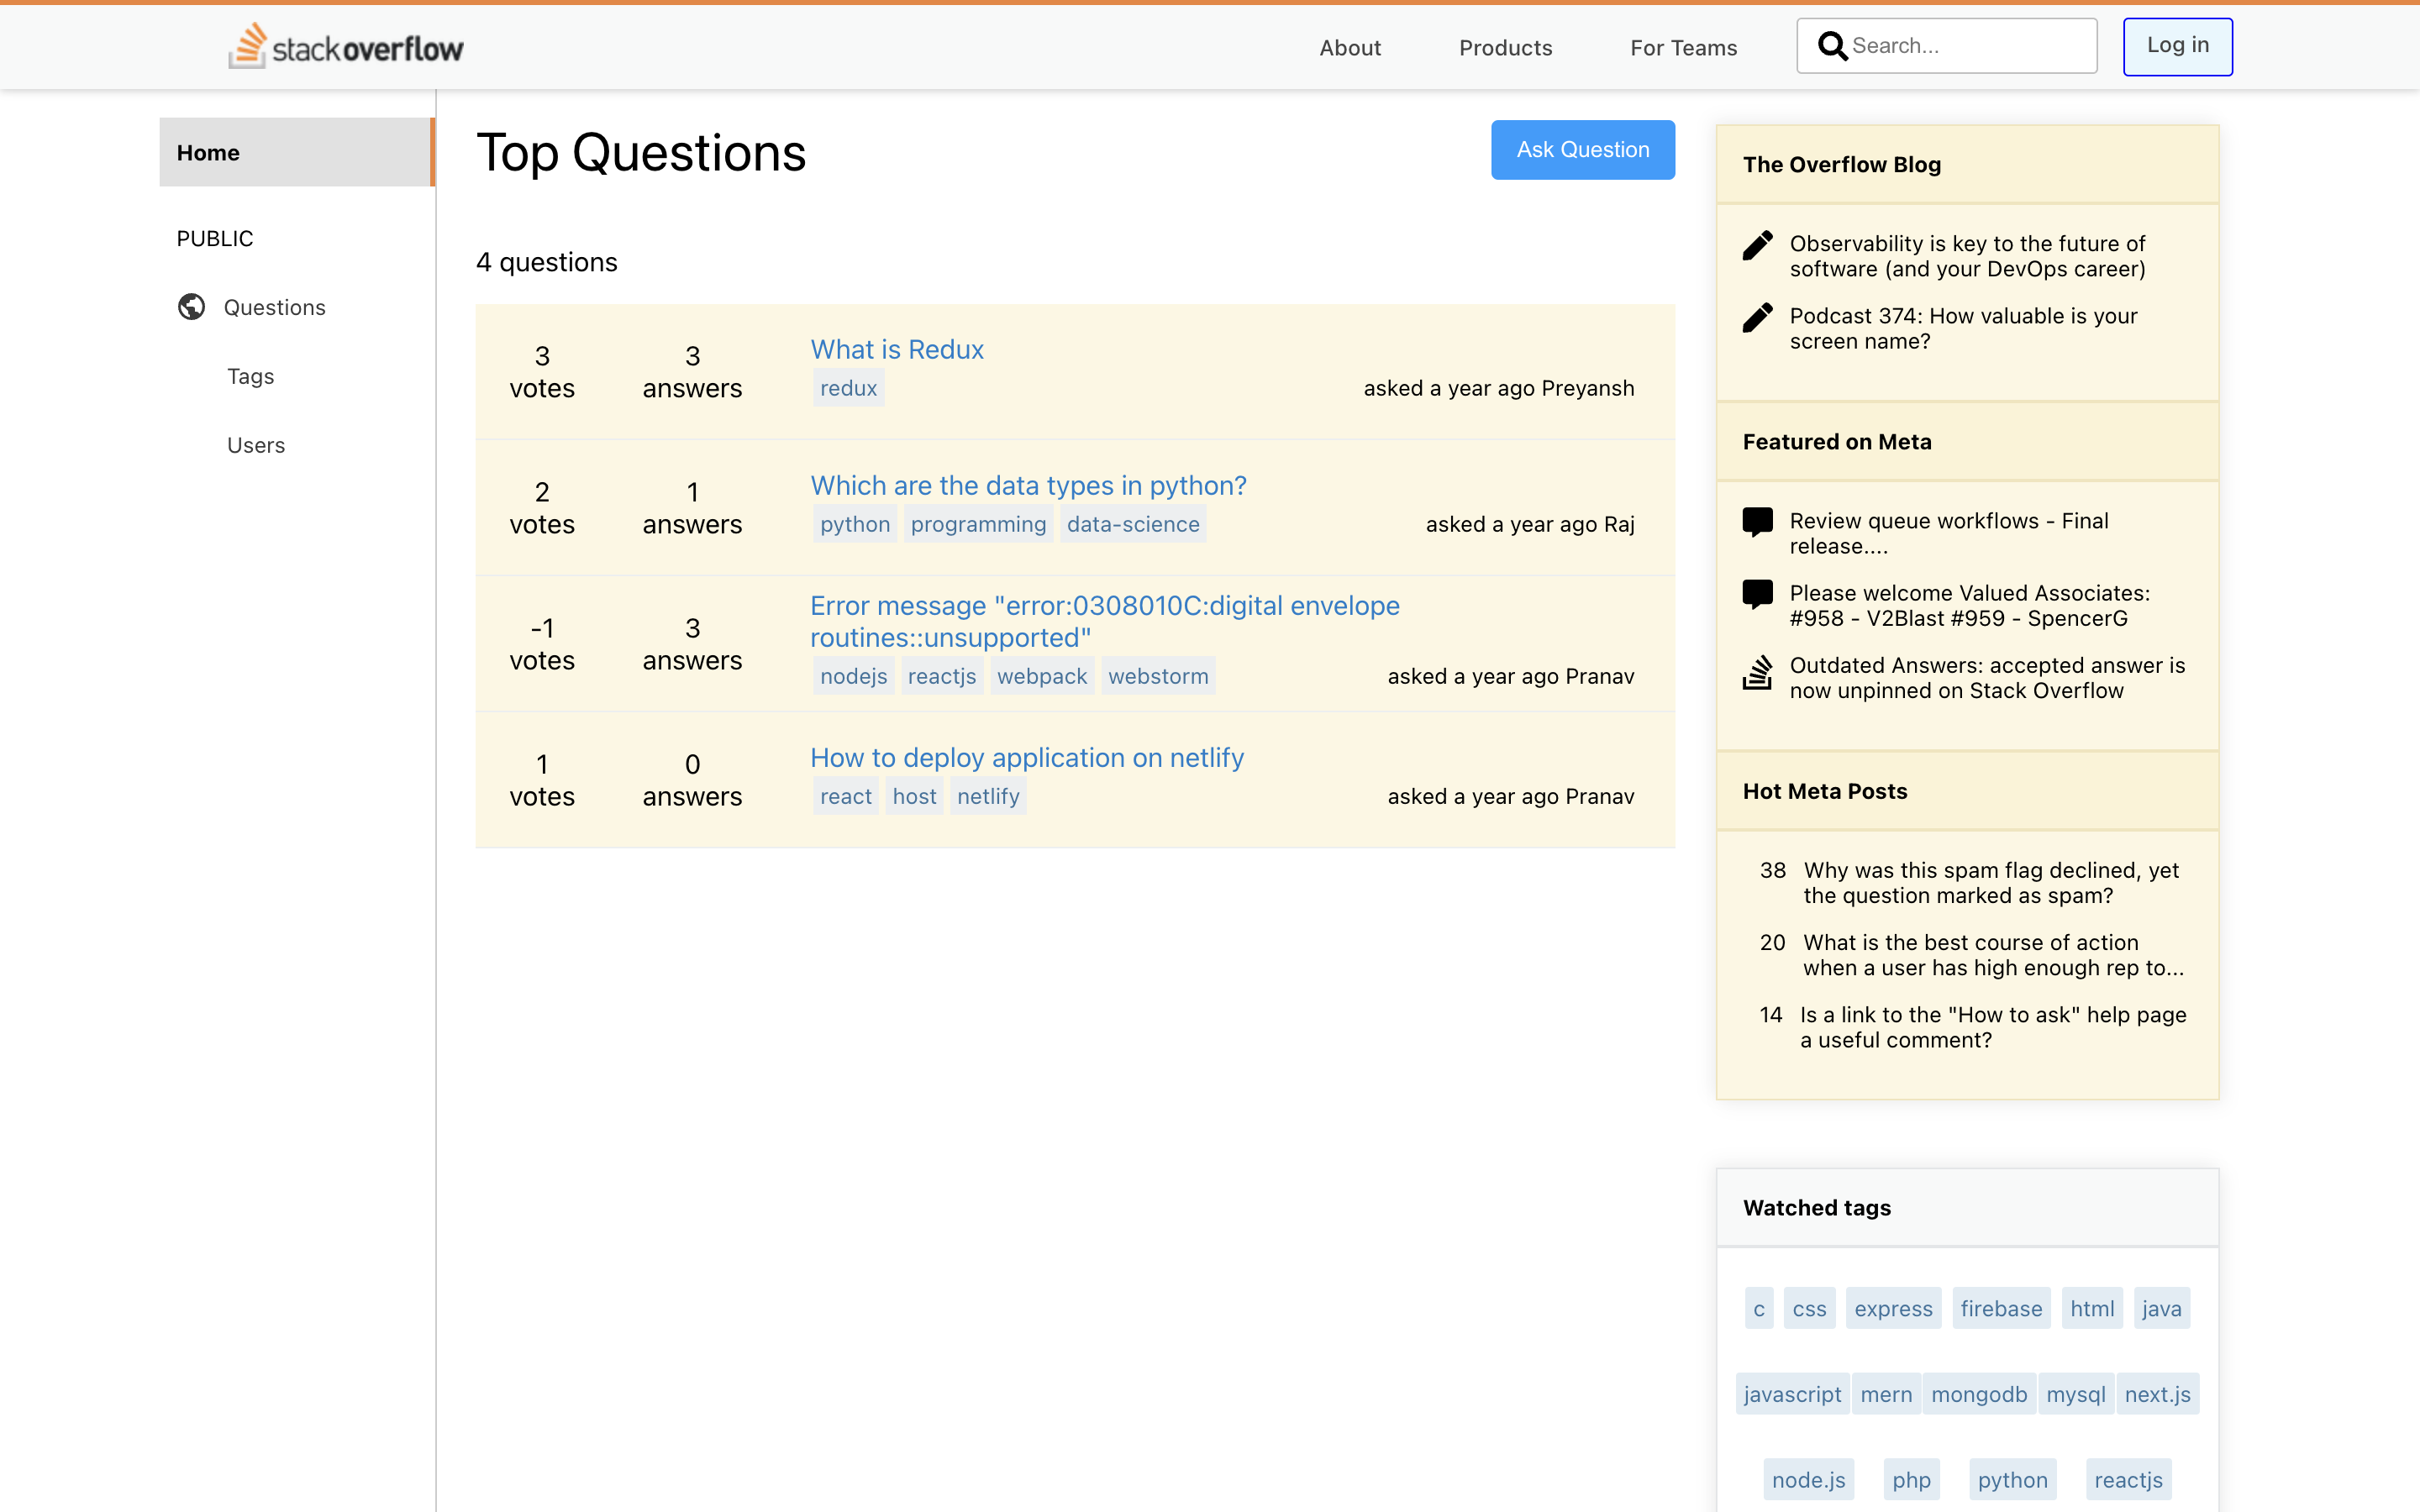 stackoverflow
About Products For Teams Search... Log in
Home
PUBLIC
Questions
Tags
Users
Top Questions
Ask Question
4 questions
3 votes
3 answers
What is Redux
redux
asked a year ago Preyansh
2 votes
1 answers
Which are the data types in python?
python programming data-science
asked a year ago Raj
-1 votes
3 answers
Error message "error:0308010C:digital envelope
routines::unsupported"
nodejs reactjs webpack webstorm
asked a year ago Pranav
1 votes
0 answers
How to deploy application on netlify
react host netlify
asked a year ago Pranav
The Overflow Blog
Observability is key to the future of
software (and your DevOps career)
Podcast 374: How valuable is your
screen name?
Featured on Meta
Review queue workflows - Final
release....
Please welcome Valued Associates:
#958 - V2Blast #959 - SpencerG
Outdated Answers: accepted answer is
now unpinned on Stack Overflow
Hot Meta Posts
38 Why was this spam flag declined, yet
the question marked as spam?
20 What is the best course of action
when a user has high enough rep to...
14 Is a link to the "How to ask" help page
a useful comment?
Watched tags
c css express firebase html java
javascript mern mongodb mysql next.js
node.js php python reactjs